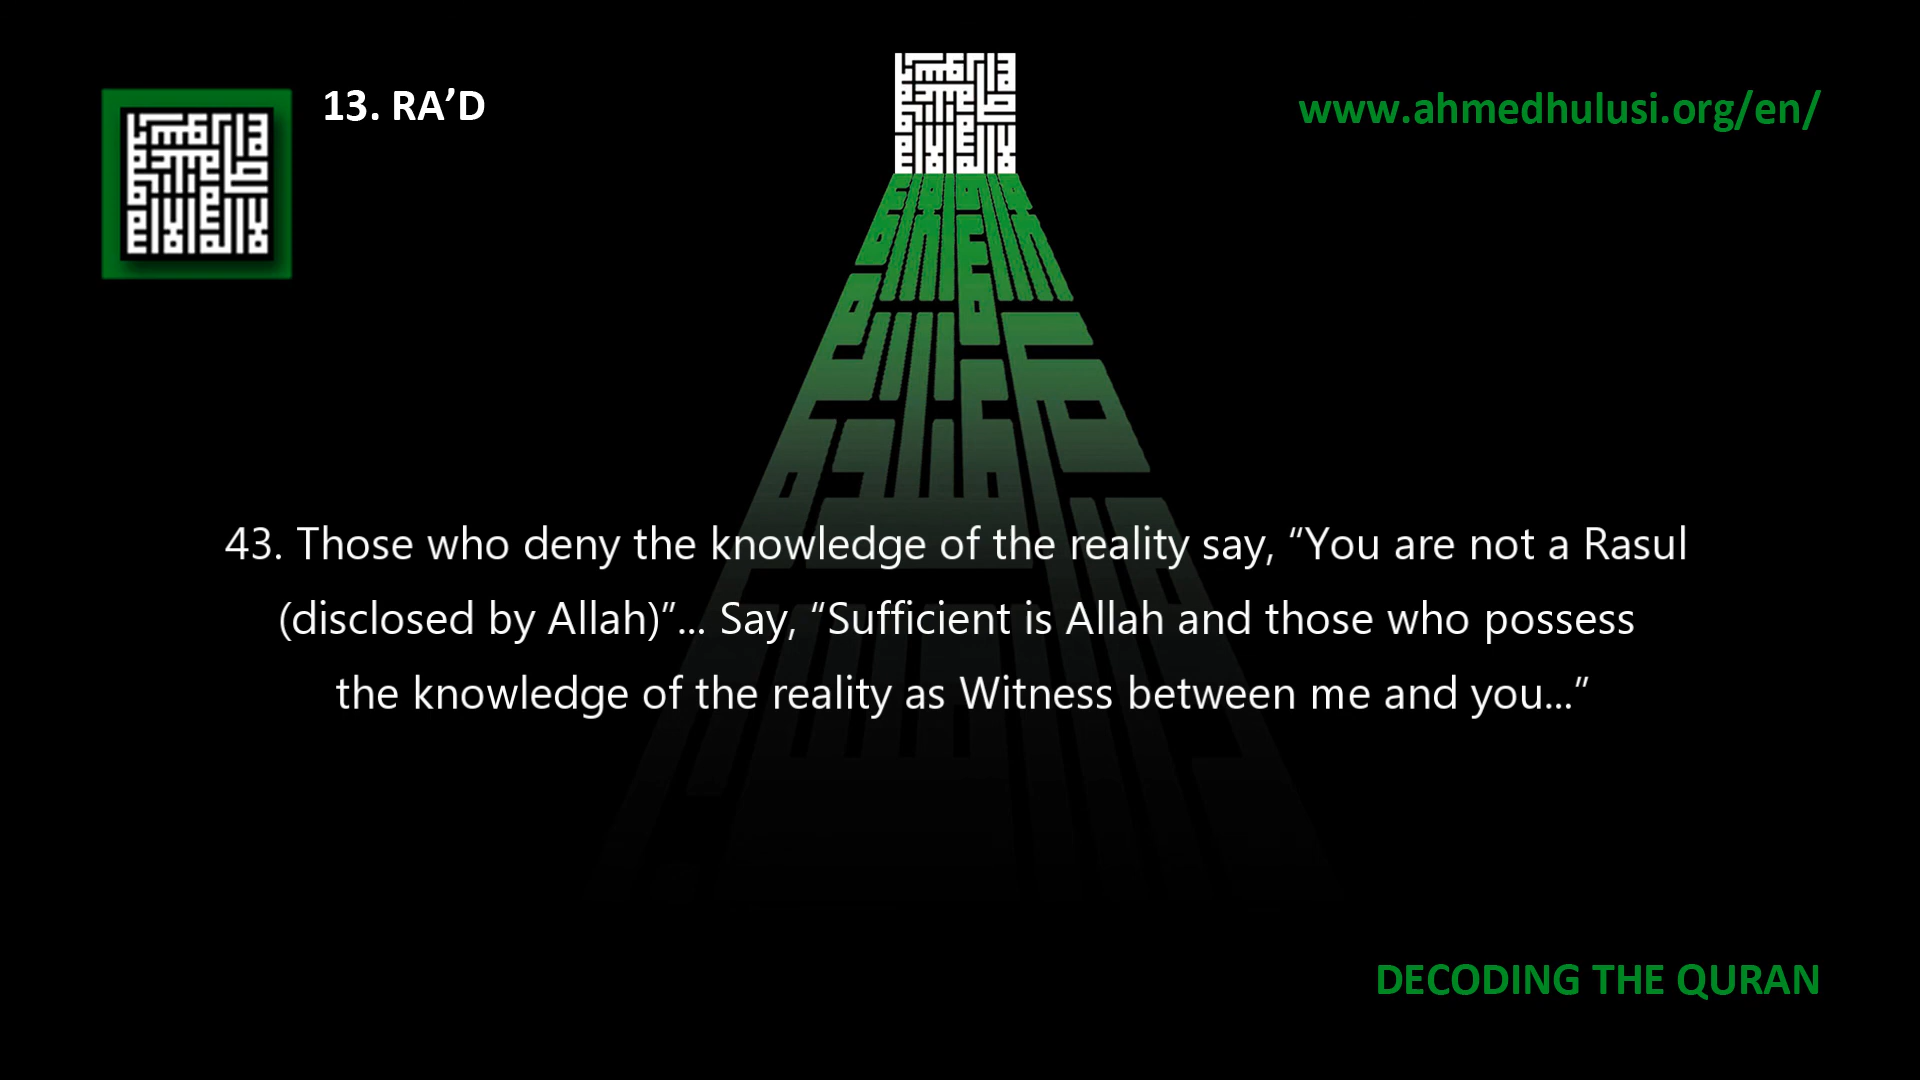 13. RA’D
www.ahmedhulusi.org/en/
43. Those who deny the knowledge of the reality say, “You are not a Rasul
(disclosed by Allah)”... Say, “Sufficient is Allah and those who possess
the knowledge of the reality as Witness between me and you...”
DECODING THE QURAN